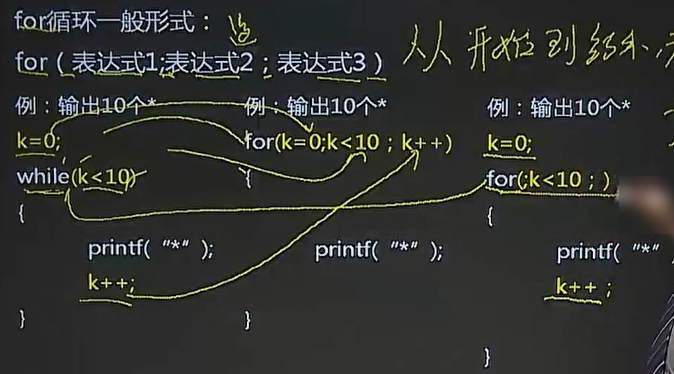 for循环一般形式：
for（表达式1;表达式2；表达式3）
从 开始 到 结束
例：输出10个*
k=0;
while(k<10)
{
printf( “*” );
k++;
}
例：输出10个*
for(k=0;k<10；k++)
{
printf( “*” );
}
例：输出10个*
k=0;
for(;k<10；)
{
printf( “*”
k++；
}